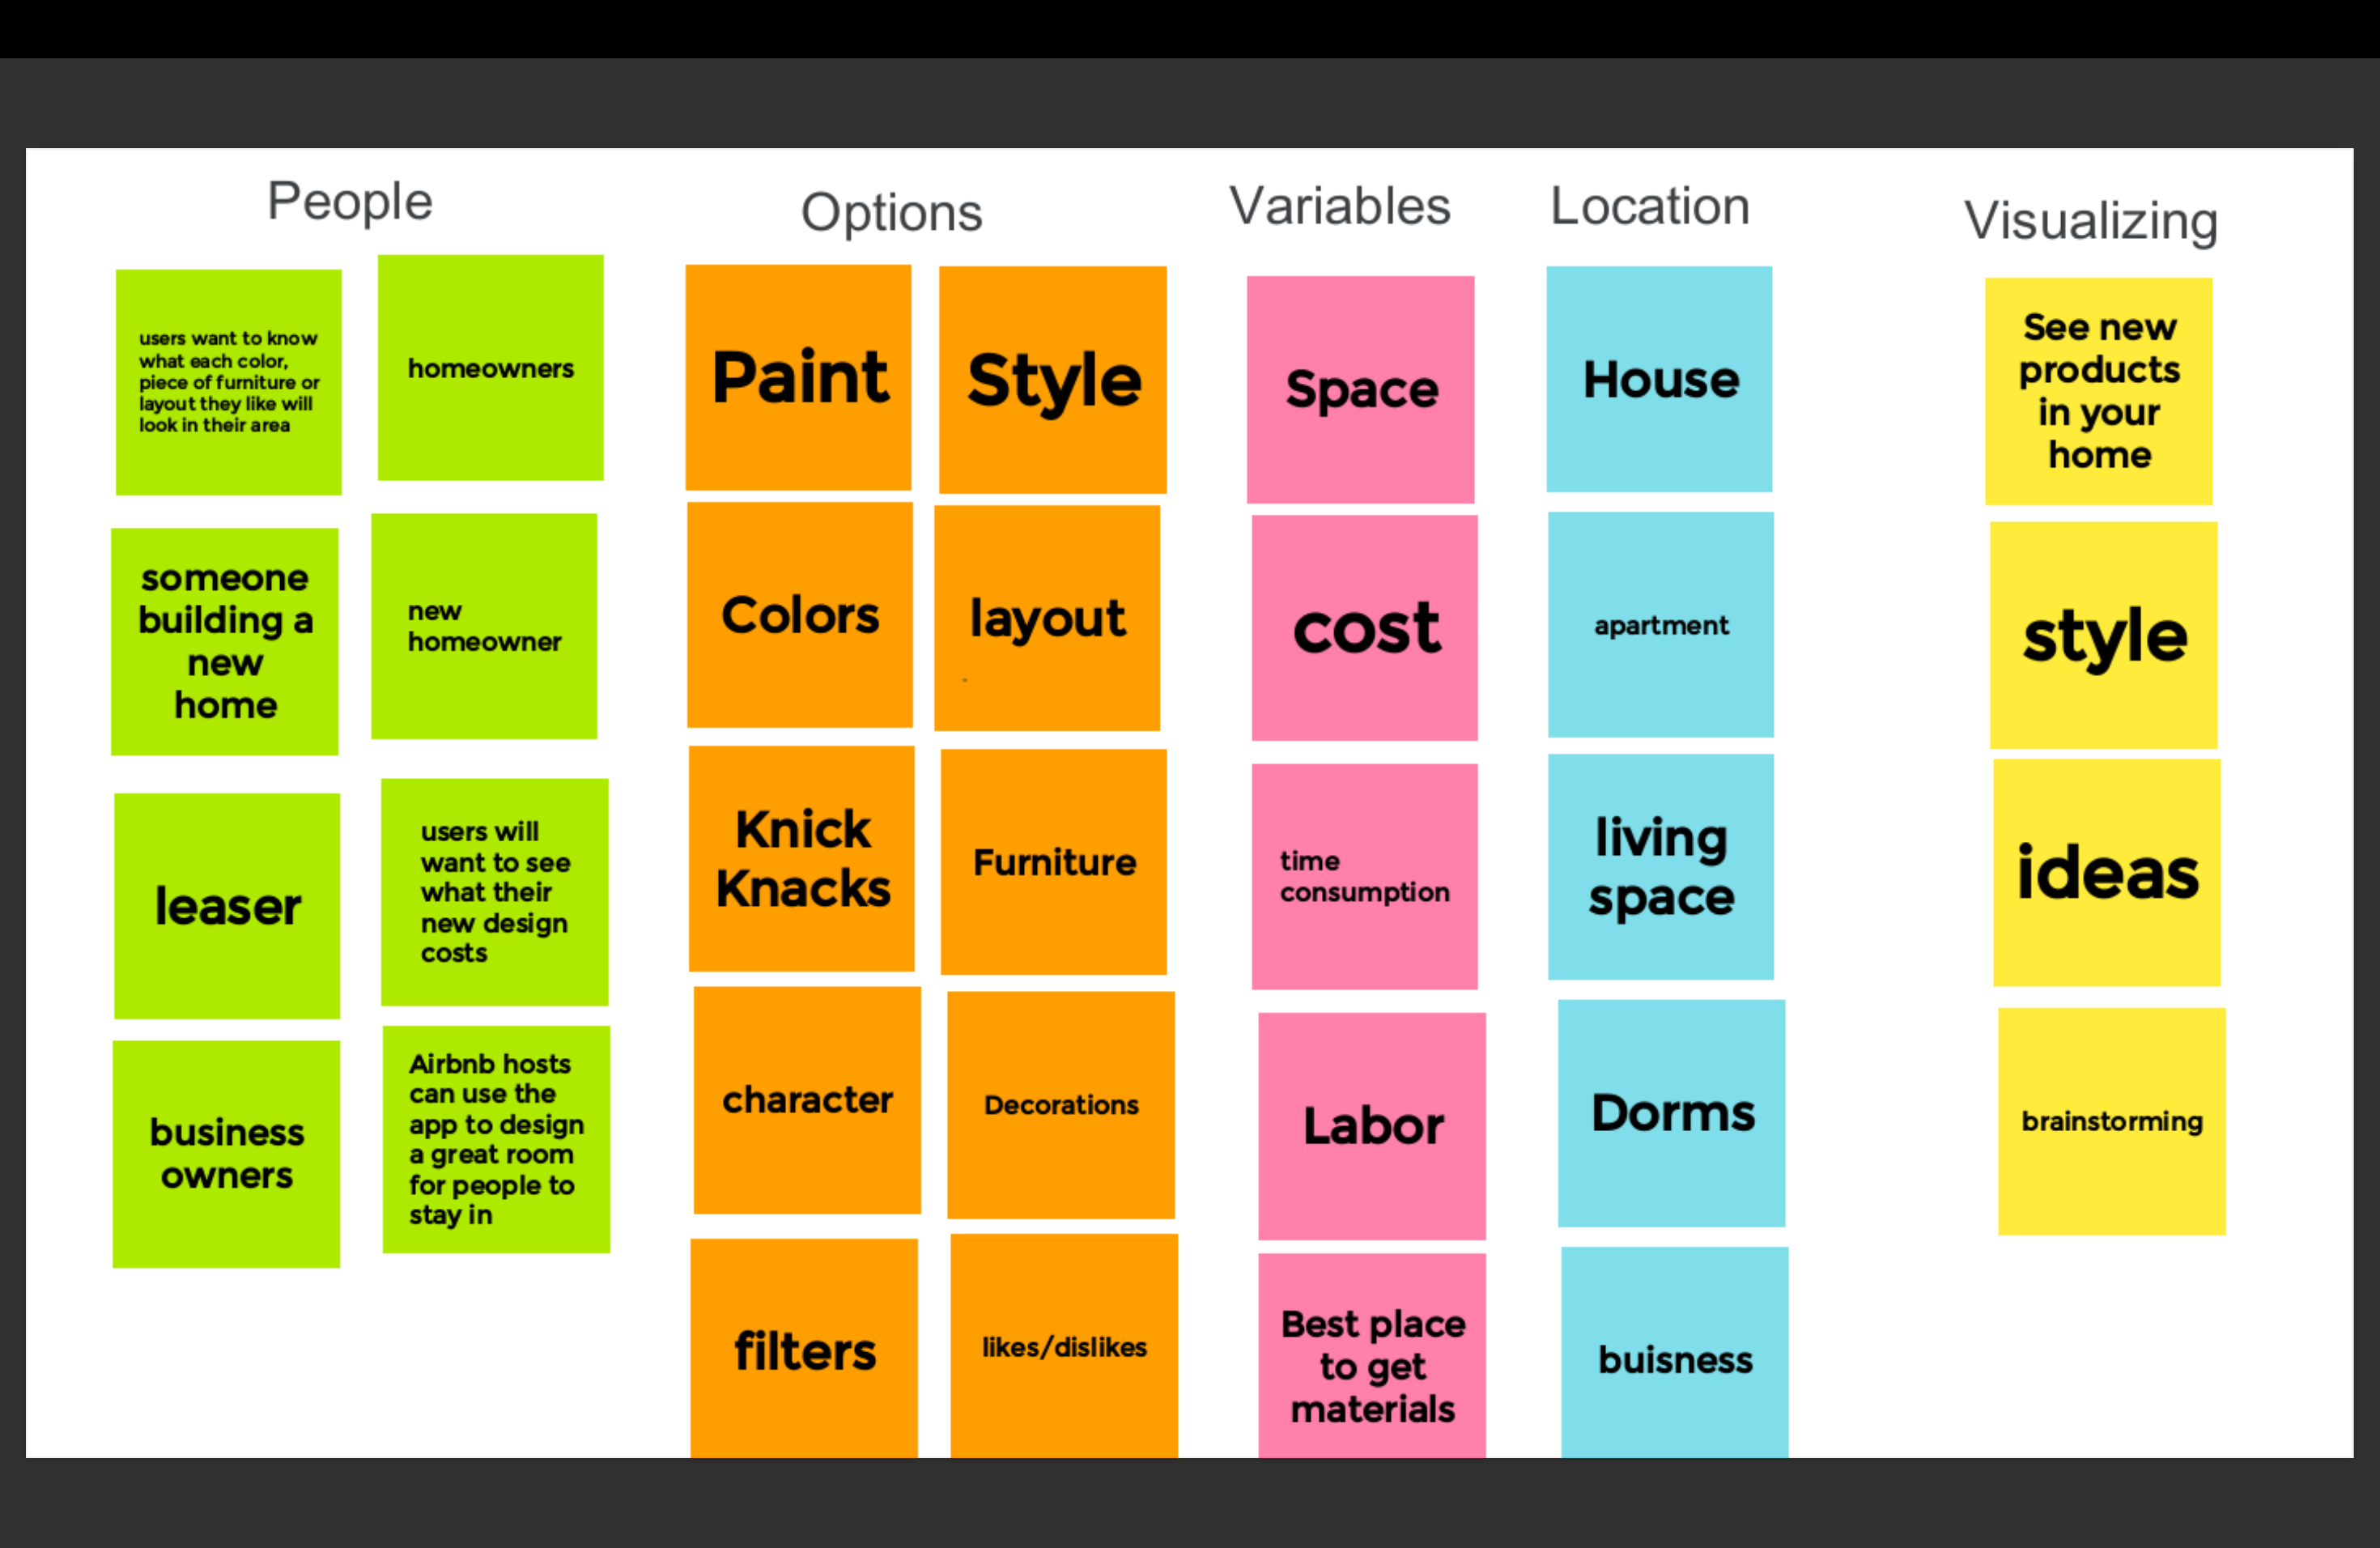 People
users want to know
what each color,
piece of furniture or
layout they like will
look in their area
homeowners
someone
building a
new
home
new
homeowner
leaser
users will
want to see
what their
new design
costs
business
owners
Airbnb hosts
can use the
app to design
a great room
for people to
stay in
Options
Paint
Style
Colors
layout
Knick
Knacks
Furniture
character
Decorations
filters
likes/dislikes
Variables
Space
cost
time
consumption
Labor
Best place
to get
materials
Location
House
apartment
living
space
Dorms
buisness
Visualizing
See new
products
in your
home
style
ideas
brainstorming